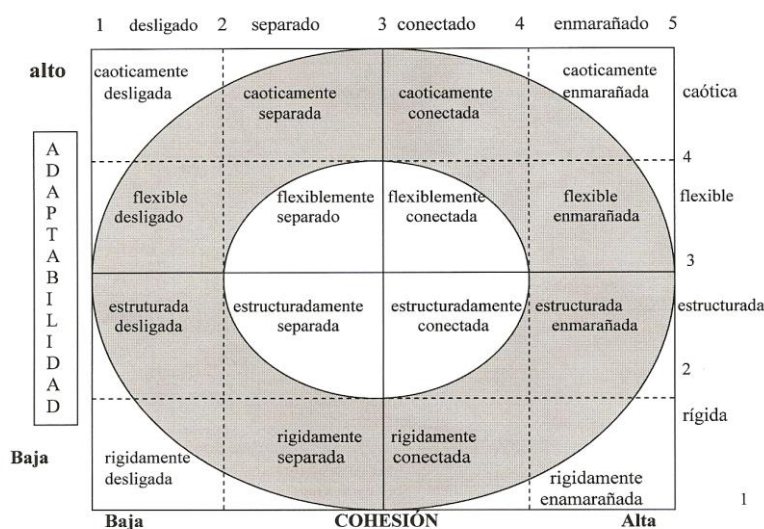 1 desligado 2 separado 3 conectado 4 enmarañado 5
alto
caoticamente
desligada
caoticamente
separada
caoticamente
conectada
caoticamente
enmarañada
caótica
4
ADAPTABILIDAD
flexible
desligado
flexiblemente
separado
flexiblemente
conectada
flexible
enmarañada
flexible
3
estruturada
desligada
estructuradamente
separada
estructuradamente
conectada
estructurada
enmarañada
estructurada
2
rígida
Baja
rigidamente
desligada
rigidamente
separada
rigidamente
conectada
rigidamente
enamarañada
1
Baja COHESIÓN Alta